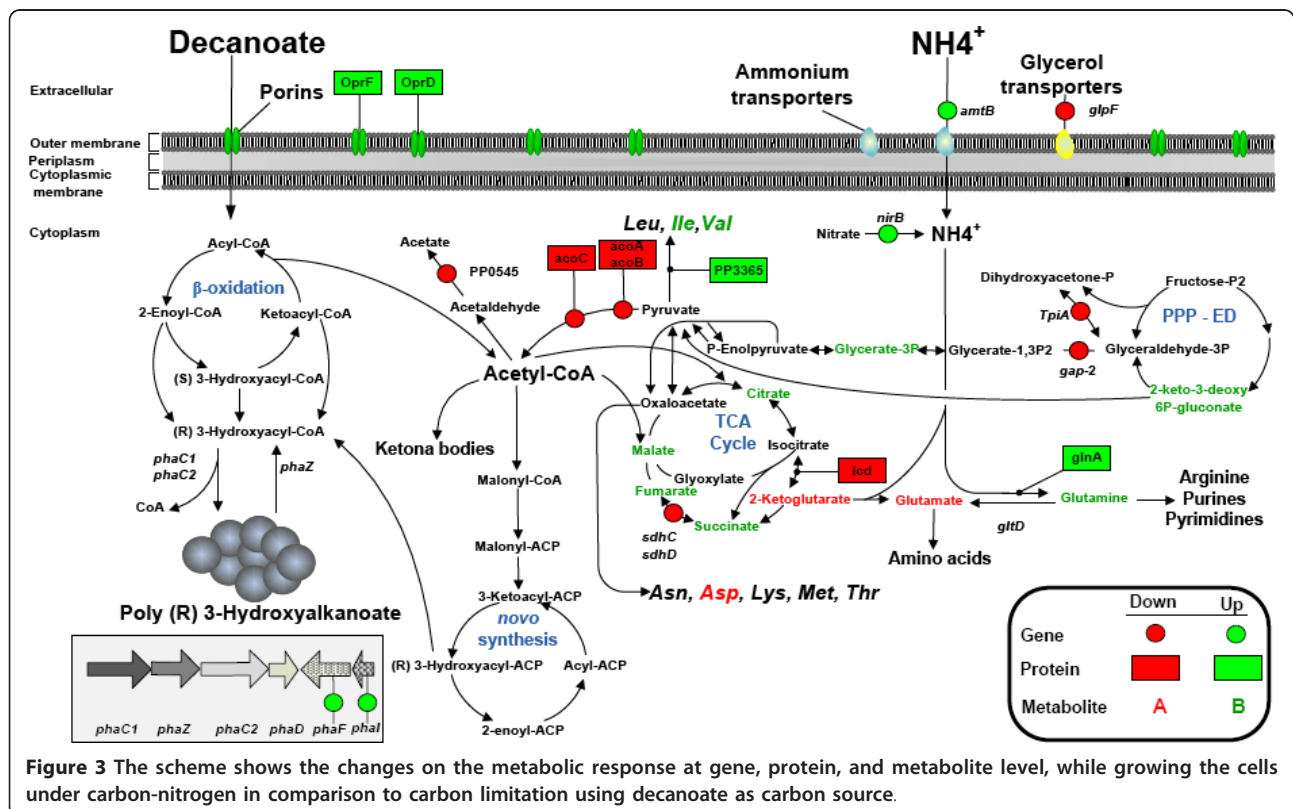 Decanoate
NH4+
Extracellular
Porins
OprF
OprD
Ammonium
transporters
Glycerol
transporters
amtB
glpF
Outer membrane
Periplasm
Cytoplasmic
membrane
Cytoplasm
Leu, Ile,Val
nirB
Nitrate
NH4+
Acyl-CoA
Acetate
PP0545
acoC
acoA
acoB
PP3365
Dihydroxyacetone-P
Fructose-P2
β-oxidation
2-Enoyl-CoA
Ketoacyl-CoA
Acetaldehyde
Pyruvate
TpiA
PPP - ED
P-Enolpyruvate
Glycerate-3P
Glycerate-1,3P2
Glyceraldehyde-3P
gap-2
(S) 3-Hydroxyacyl-CoA
Acetyl-CoA
Citrate
2-keto-3-deoxy
6P-gluconate
Oxaloacetate
TCA
Cycle
(R) 3-Hydroxyacyl-CoA
Ketona bodies
Malate
Isocitrate
phaC1
phaC2
phaZ
Glyoxylate
Icd
glnA
Malonyl-CoA
Fumarate
2-Ketoglutarate
Glutamate
Glutamine
Arginine
Purines
Pyrimidines
CoA
Succinate
sdhC
sdhD
gltD
Malonyl-ACP
Amino acids
3-Ketoacyl-ACP
Asn, Asp, Lys, Met, Thr
Poly (R) 3-Hydroxyalkanoate
novo
synthesis
(R) 3-Hydroxyacyl-ACP
Acyl-ACP
2-enoyl-ACP
phaC1
phaZ
phaC2
phaD
phaF
phaI
Down
Up
Gene
Protein
Metabolite
A
B
Figure 3 The scheme shows the changes on the metabolic response at gene, protein, and metabolite level, while growing the cells
under carbon-nitrogen in comparison to carbon limitation using decanoate as carbon source.